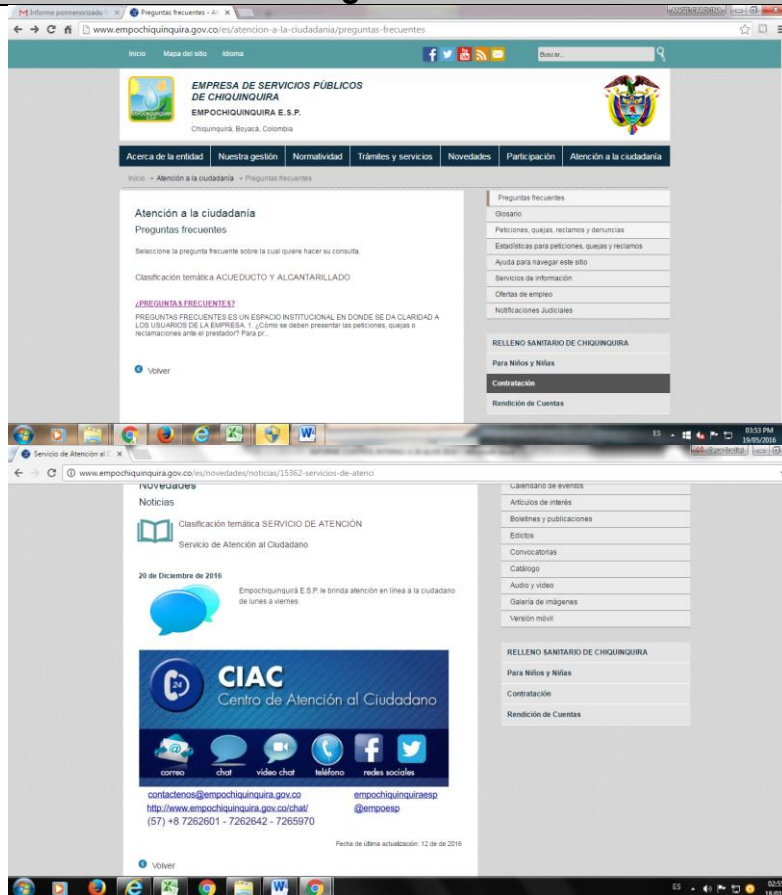 Informe pormenorizado
Preguntas frecuentes - At
www.empochiquinquira.gov.co/es/atencion-a-la-ciudadania/preguntas-frecuentes
Inicio Mapa del sitio Idioma
Buscar...
EMPRESA DE SERVICIOS PÚBLICOS
DE CHIQUINQUIRA
EMPOCHIQUINQUIRA E.S.P.
Chiquinquirá, Boyacá, Colombia
Acerca de la entidad Nuestra gestión Normatividad Trámites y servicios Novedades Participación Atención a la ciudadanía
Inicio Atención a la ciudadanía Preguntas frecuentes
Atención a la ciudadanía
Preguntas frecuentes
Seleccione la pregunta frecuente sobre la cual quiere hacer su consulta.
Clasificación temática ACUEDUCTO Y ALCANTARILLADO
¿PREGUNTAS FRECUENTES?
PREGUNTAS FRECUENTES ES UN ESPACIO INSTITUCIONAL EN DONDE SE DA CLARIDAD A
LOS USUARIOS DE LA EMPRESA. 1. ¿Cómo se deben presentar las peticiones, quejas o
reclamaciones ante el prestador? Para pr...
Volver
Preguntas frecuentes
Glosario
Peticiones, quejas, reclamos y denuncias
Estadísticas para peticiones, quejas y reclamos
Ayuda para navegar este sitio
Servicios de información
Ofertas de empleo
Notificaciones Judiciales
RELLENO SANITARIO DE CHIQUINQUIRA
Para Niños y Niñas
Contratación
Rendición de Cuentas
ES
03:53 PM
19/05/2016
Servicio de Atención al C
www.empochiquinquira.gov.co/es/novedades/noticias/15362-servicios-de-atenci
Novedades
Noticias
Clasificación temática SERVICIO DE ATENCIÓN
Servicio de Atención al Ciudadano
20 de Diciembre de 2016
Empochiquinquirá E.S.P. le brinda atención en línea a la ciudadano
de lunes a viernes
24
CIAC
Centro de Atención al Ciudadano
correo chat video chat teléfono redes sociales
contactenos@empochiquinquira.gov.co empochiquinquiraesp
http://www.empochiquinquira.gov.co/chat/ @empoesp
(57) +8 7262601 - 7262642 - 7265970
Fecha de última actualización: 12 de de 2016
Volver
Calendario de eventos
Artículos de interés
Boletines y publicaciones
Edictos
Convocatorias
Catálogo
Audio y video
Galería de imágenes
Versión móvil
RELLENO SANITARIO DE CHIQUINQUIRA
Para Niños y Niñas
Contratación
Rendición de Cuentas
ES